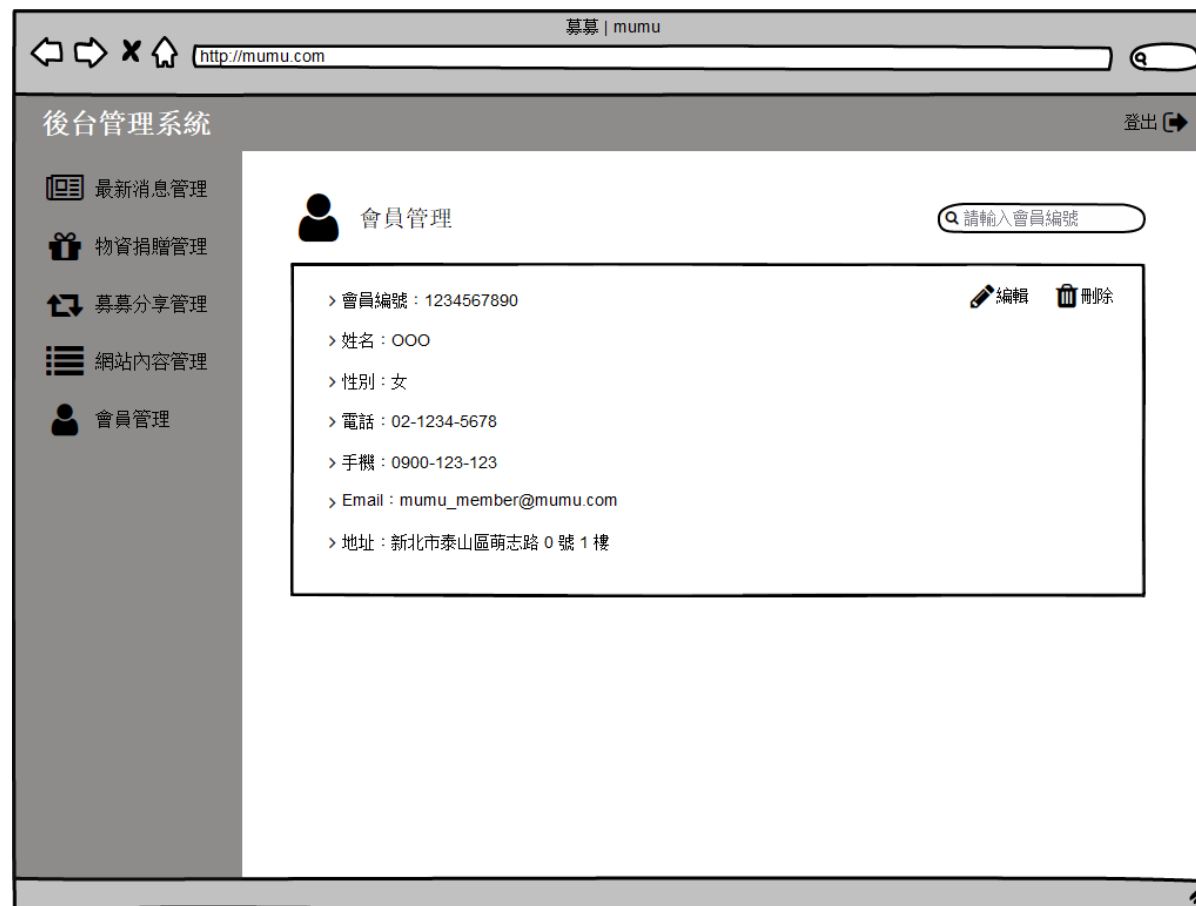 募募 | mumu
http://mumu.com
後台管理系統
登出
最新消息管理
物資捐贈管理
募募分享管理
網站內容管理
會員管理
會員管理
請輸入會員編號
會員編號：1234567890
編輯
刪除
姓名：OOO
性別：女
電話：02-1234-5678
手機：0900-123-123
Email：mumu_member@mumu.com
地址：新北市泰山區萌志路 0 號 1 樓